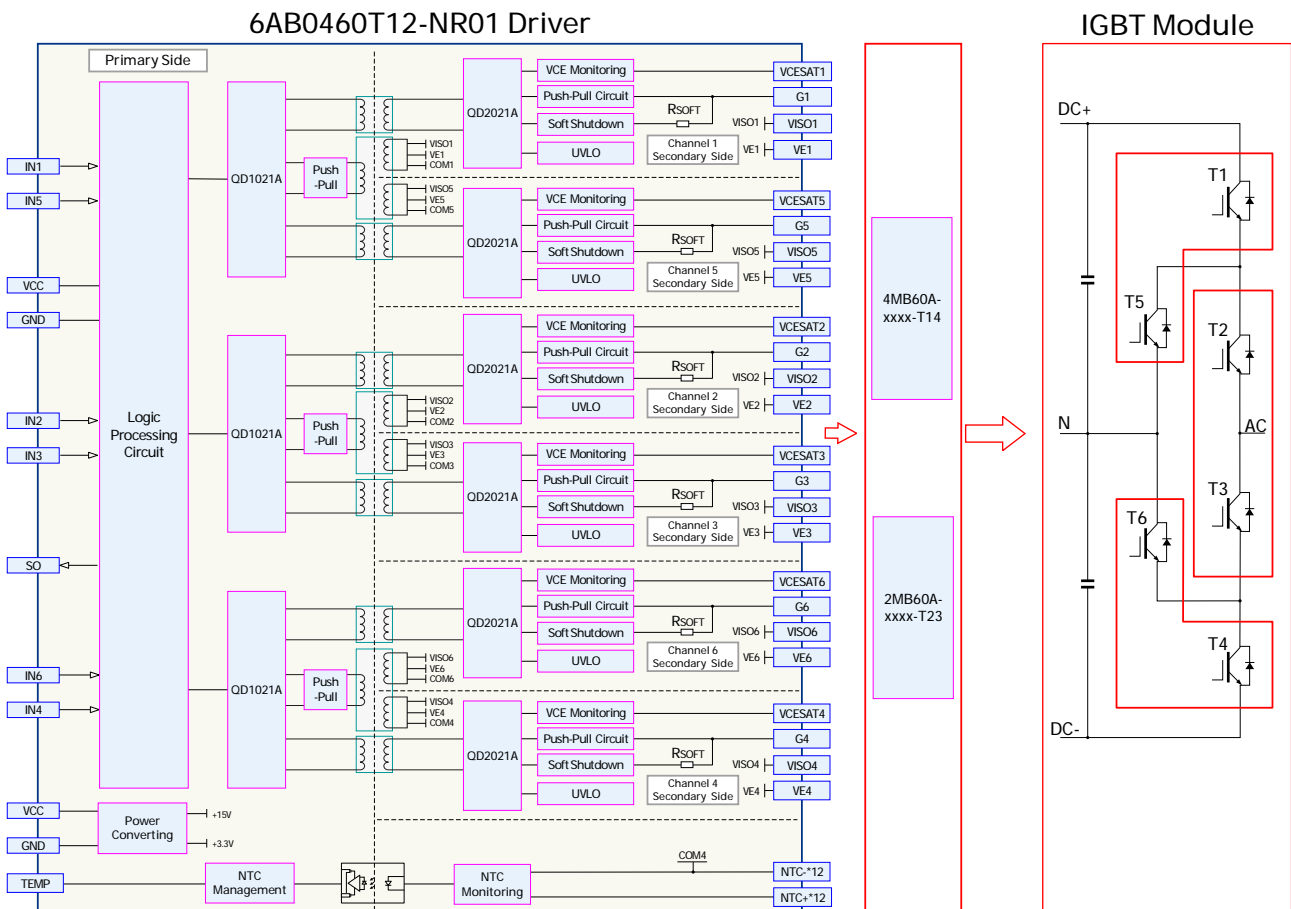 6AB0460T12-NR01 Driver
IGBT Module
Primary Side
IN1
IN5
VCC
GND
IN2
IN3
SO
IN6
IN4
VCC
GND
TEMP
Logic
Processing
Circuit
Power
Converting
+15V
+3.3V
NTC
Management
NTC
Monitoring
COM4
NTC-*12
NTC+*12
QD1021A
Push
-Pull
VISO1
VE1
COM1
VISO5
VE5
COM5
QD2021A
VCE Monitoring
Push-Pull Circuit
Soft Shutdown
UVLO
RSOFT
Channel 1
Secondary Side
VISO1
VE1
VCESAT1
G1
VISO1
VE1
QD2021A
VCE Monitoring
Push-Pull Circuit
Soft Shutdown
UVLO
RSOFT
Channel 5
Secondary Side
VISO5
VE5
VCESAT5
G5
VISO5
VE5
QD1021A
Push
-Pull
VISO2
VE2
COM2
VISO3
VE3
COM3
QD2021A
VCE Monitoring
Push-Pull Circuit
Soft Shutdown
UVLO
RSOFT
Channel 2
Secondary Side
VISO2
VE2
VCESAT2
G2
VISO2
VE2
QD2021A
VCE Monitoring
Push-Pull Circuit
Soft Shutdown
UVLO
RSOFT
Channel 3
Secondary Side
VISO3
VE3
VCESAT3
G3
VISO3
VE3
QD1021A
Push
-Pull
VISO6
VE6
COM6
VISO4
VE4
COM4
QD2021A
VCE Monitoring
Push-Pull Circuit
Soft Shutdown
UVLO
RSOFT
Channel 6
Secondary Side
VISO6
VE6
VCESAT6
G6
VISO6
VE6
QD2021A
VCE Monitoring
Push-Pull Circuit
Soft Shutdown
UVLO
RSOFT
Channel 4
Secondary Side
VISO4
VE4
VCESAT4
G4
VISO4
VE4
4MB60A-
xxxx-T14
2MB60A-
xxxx-T23
DC+
T1
T5
T2
N
AC
T3
T6
T4
DC-